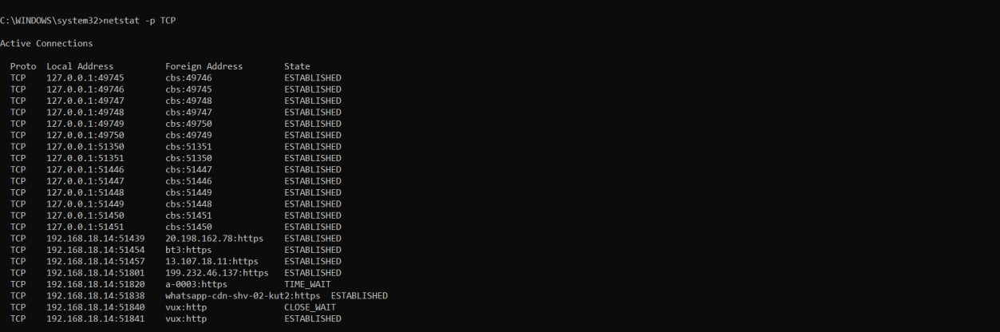 C:\WINDOWS\system32>netstat -p TCP
Active Connections
Proto Local Address Foreign Address State
TCP 127.0.0.1:49745 cbs:49746 ESTABLISHED
TCP 127.0.0.1:49746 cbs:49745 ESTABLISHED
TCP 127.0.0.1:49747 cbs:49748 ESTABLISHED
TCP 127.0.0.1:49748 cbs:49747 ESTABLISHED
TCP 127.0.0.1:49749 cbs:49750 ESTABLISHED
TCP 127.0.0.1:49750 cbs:49749 ESTABLISHED
TCP 127.0.0.1:51350 cbs:51351 ESTABLISHED
TCP 127.0.0.1:51351 cbs:51350 ESTABLISHED
TCP 127.0.0.1:51446 cbs:51447 ESTABLISHED
TCP 127.0.0.1:51447 cbs:51446 ESTABLISHED
TCP 127.0.0.1:51448 cbs:51449 ESTABLISHED
TCP 127.0.0.1:51449 cbs:51448 ESTABLISHED
TCP 127.0.0.1:51450 cbs:51451 ESTABLISHED
TCP 127.0.0.1:51451 cbs:51450 ESTABLISHED
TCP 192.168.18.14:51439 20.198.162.78:https ESTABLISHED
TCP 192.168.18.14:51454 bt3:https ESTABLISHED
TCP 192.168.18.14:51457 13.107.18.11:https ESTABLISHED
TCP 192.168.18.14:51801 199.232.46.137:https ESTABLISHED
TCP 192.168.18.14:51820 a-0003:https TIME_WAIT
TCP 192.168.18.14:51838 whatsapp-cdn-shv-02-kut2:https ESTABLISHED
TCP 192.168.18.14:51840 vux:http CLOSE_WAIT
TCP 192.168.18.14:51841 vux:http ESTABLISHED